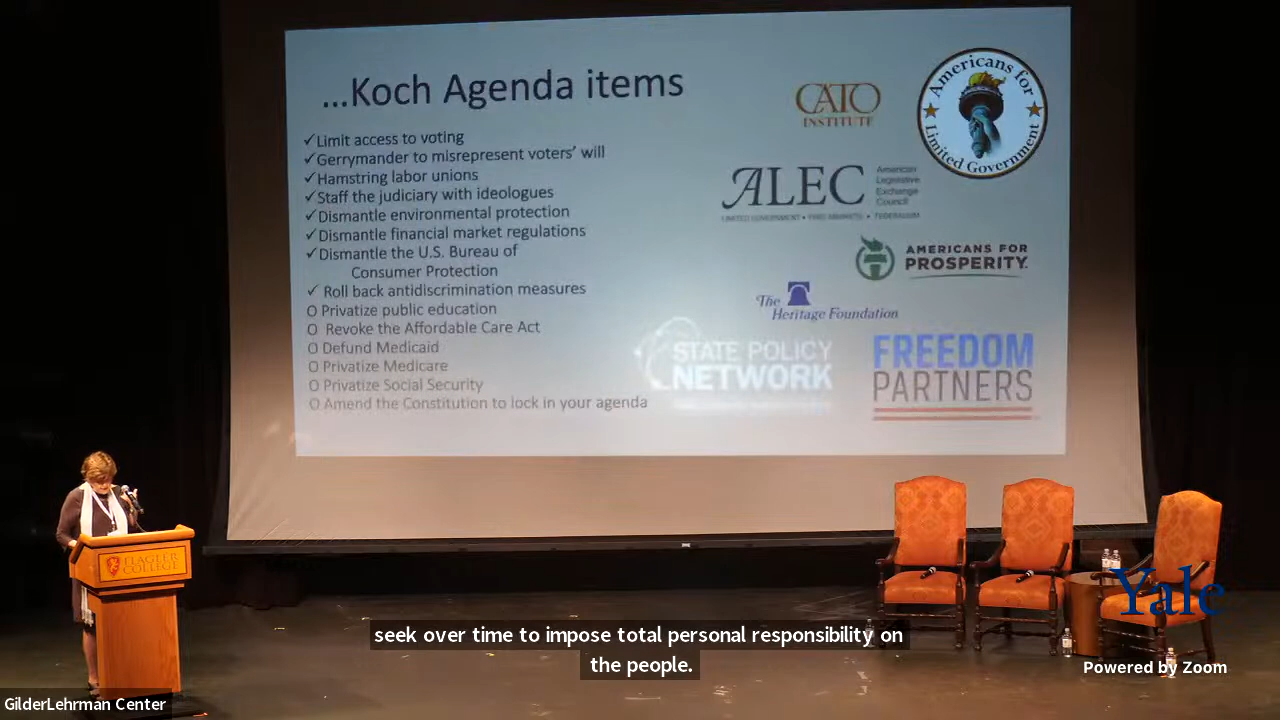 ...Koch Agenda items
✓Limit access to voting
✓Gerrymander to misrepresent voters' will
✓Hamstring labor unions
✓Staff the judiciary with ideologues
✓Dismantle environmental protection
✓Dismantle financial market regulations
✓Dismantle the U.S. Bureau of
Consumer Protection
✓ Roll back antidiscrimination measures
O Privatize public education
O Revoke the Affordable Care Act
O Defund Medicaid
O Privatize Medicare
O Privatize Social Security
O Amend the Constitution to lock in your agenda
CATO
INSTITUTE
Americans for
Limited Government
ALEC
American
Legislative
Exchange
Council
LIMITED GOVERNMENT • FREE MARKETS • FEDERALISM
AMERICANS FOR
PROSPERITY
The
Heritage Foundation
STATE POLICY
NETWORK
FREEDOM
PARTNERS
FLAGLER
COLLEGE
Yale
seek over time to impose total personal responsibility on
the people.
Powered by Zoom
GilderLehrman Center